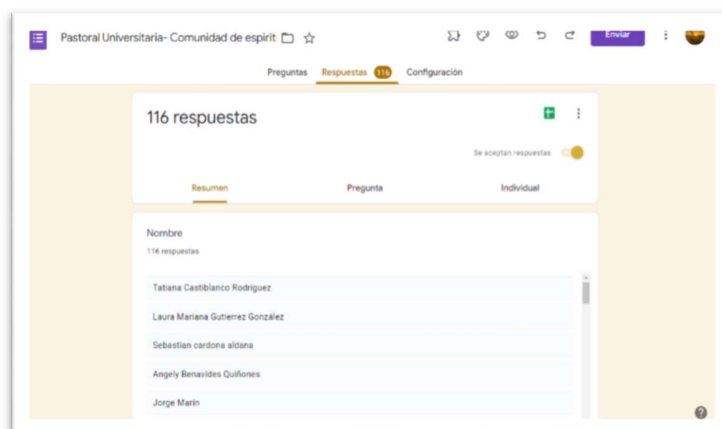 Pastoral Universitaria- Comunidad de espirit
Enviar
Preguntas Respuestas 116 Configuración
116 respuestas
Se aceptan respuestas
Resumen Pregunta Individual
Nombre
116 respuestas
Tatiana Castiblanco Rodriguez
Laura Mariana Gutierrez González
Sebastian cardona aldana
Angely Benavides Quiñones
Jorge Marin